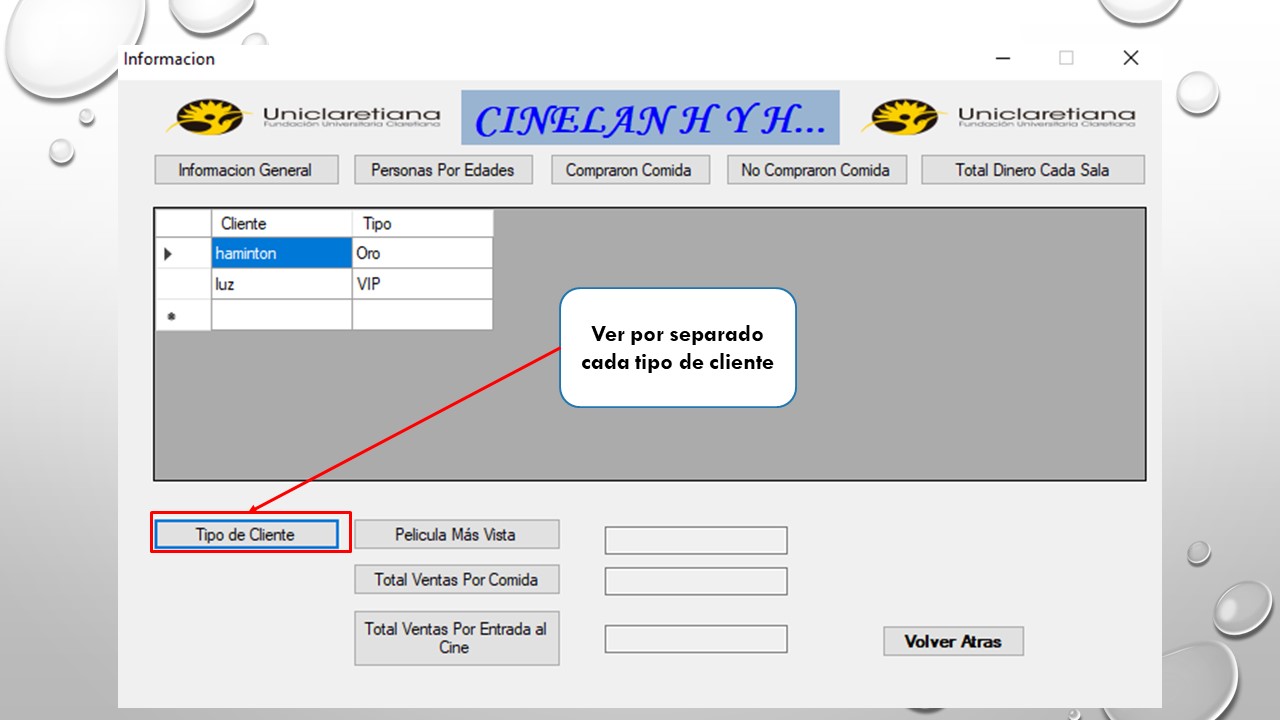 Informacion
Uniclaretiana
Fundación Universitaria Claretiana
CINELAN H Y H...
Uniclaretiana
Fundación Universitaria Claretiana
Informacion General
Personas Por Edades
Compraron Comida
No Compraron Comida
Total Dinero Cada Sala
Cliente Tipo
haminton Oro
luz VIP
Ver por separado
cada tipo de cliente
Tipo de Cliente
Pelicula Más Vista
Total Ventas Por Comida
Total Ventas Por Entrada al
Cine
Volver Atras